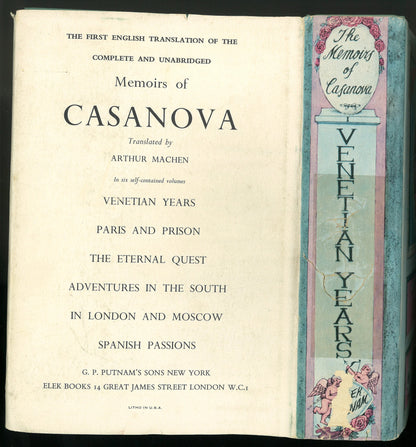 THE FIRST ENGLISH TRANSLATION OF THE
COMPLETE AND UNABRIDGED
Memoirs of
CASANOVA
Translated by
ARTHUR MACHEN
In six self-contained volumes
VENETIAN YEARS
PARIS AND PRISON
THE ETERNAL QUEST
ADVENTURES IN THE SOUTH
IN LONDON AND MOSCOW
SPANISH PASSIONS
G. P. PUTNAM'S SONS NEW YORK
ELEK BOOKS 14 GREAT JAMES STREET LONDON W.C.1
LITHO IN U.S.A.
The
Memoirs
of
Casanova
VENETIAN YEARS
EK
NAM